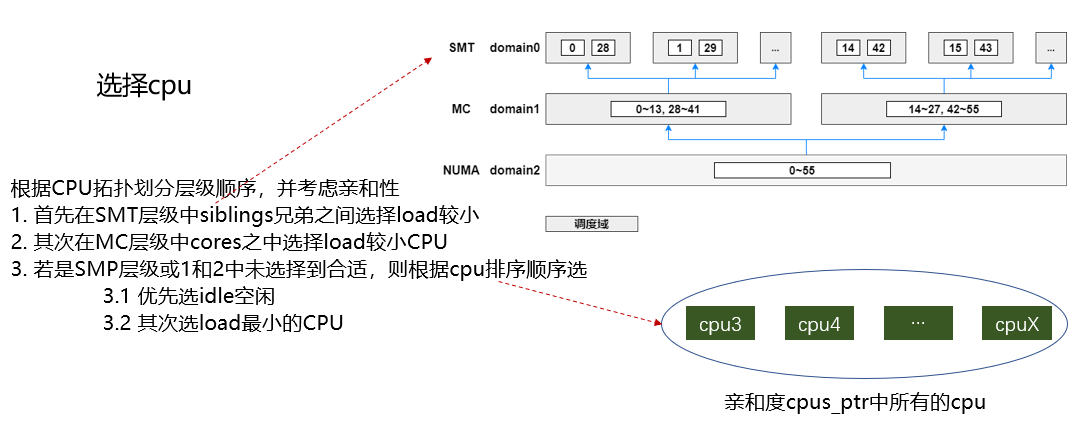 选择cpu
根据CPU拓扑划分层级顺序，并考虑亲和性
1. 首先在SMT层级中siblings兄弟之间选择load较小
2. 其次在MC层级中cores之中选择load较小CPU
3. 若是SMP层级或1和2中未选择到合适，则根据cpu排序顺序选
3.1 优先选idle空闲
3.2 其次选load最小的CPU
SMT domain0 0 28 1 29 ... 14 42 15 43 ...
MC domain1 0~13, 28~41 14~27, 42~55
NUMA domain2 0~55
调度域
cpu3 cpu4 ... cpuX
亲和度cpus_ptr中所有的cpu